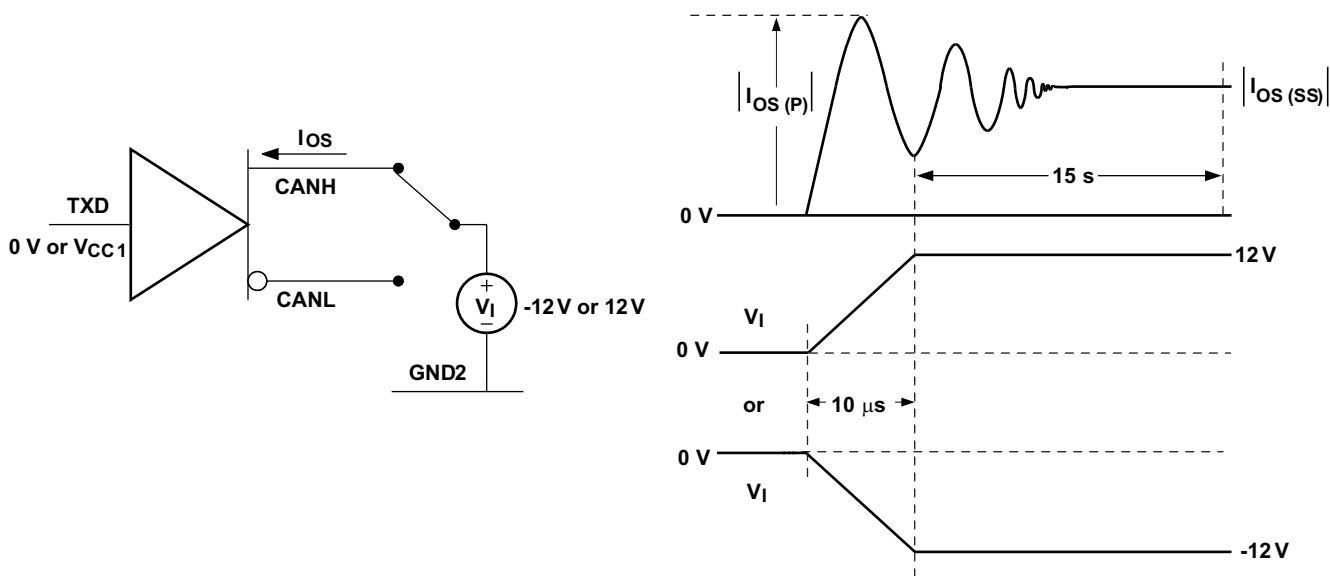 TXD
0 V or VCC1
IOS
CANH
CANL
+
VI
−
-12 V or 12 V
GND2
|IOS (P)|
|IOS (SS)|
15 s
0 V
12 V
VI
0 V
or
10 μs
0 V
VI
-12 V